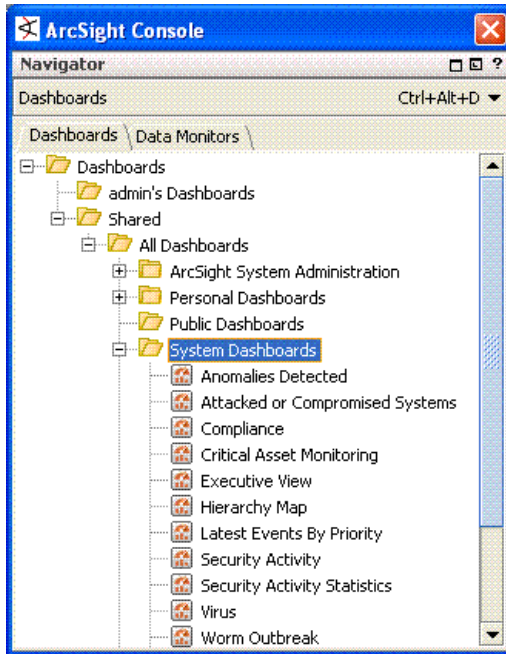 ArcSight Console
Navigator ?
Dashboards Ctrl+Alt+D
Dashboards Data Monitors
Dashboards
admin's Dashboards
Shared
All Dashboards
ArcSight System Administration
Personal Dashboards
Public Dashboards
System Dashboards
Anomalies Detected
Attacked or Compromised Systems
Compliance
Critical Asset Monitoring
Executive View
Hierarchy Map
Latest Events By Priority
Security Activity
Security Activity Statistics
Virus
Worm Outbreak